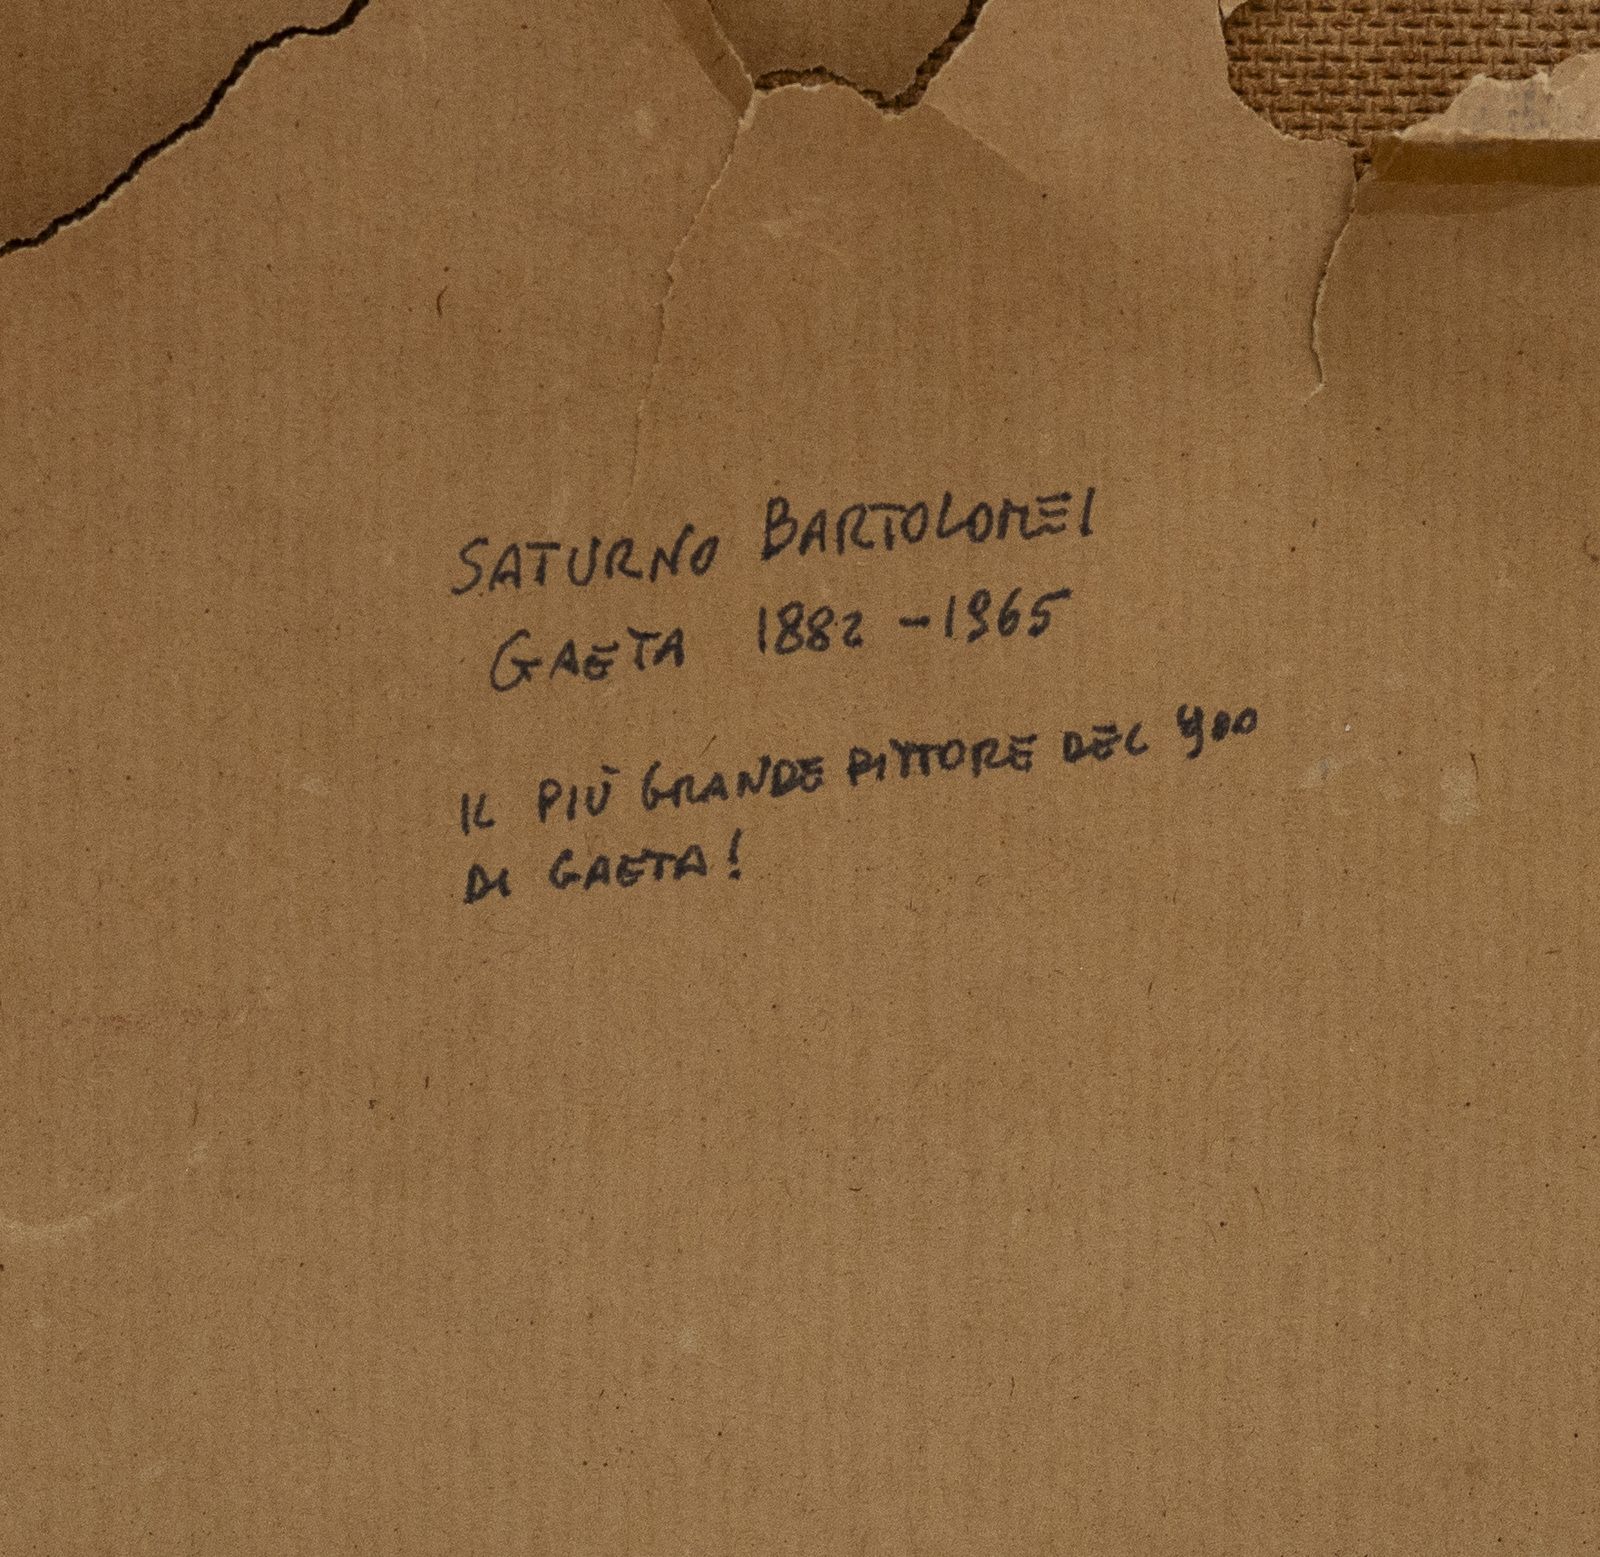 SATURNO BARTOLOMEI
GAETA 1882 - 1965
IL PIÙ GRANDE PITTORE DEL 900
DI GAETA!